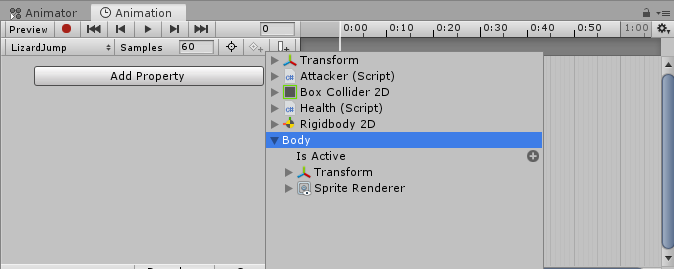 Animator Animation
Preview 0 0:00 0:10 0:20 0:30 0:40 0:50 1:00
LizardJump Samples 60
Add Property
Transform
Attacker (Script)
Box Collider 2D
Health (Script)
Rigidbody 2D
Body
Is Active
Transform
Sprite Renderer